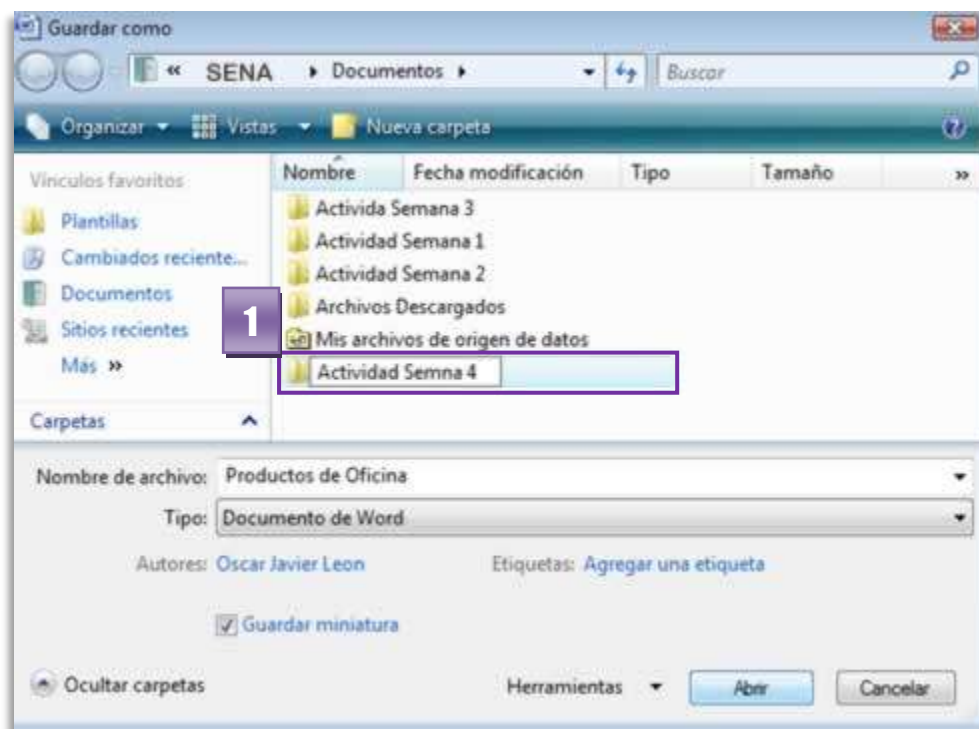 Guardar como
« SENA ▸ Documentos ▸ Buscar
Organizar Vistas Nueva carpeta
Vínculos favoritos
Plantillas
Cambiados reciente...
Documentos
Sitios recientes
Más »
Carpetas
Nombre Fecha modificación Tipo Tamaño »
Activida Semana 3
Actividad Semana 1
Actividad Semana 2
Archivos Descargados
Mis archivos de origen de datos
1
Actividad Semna 4
Nombre de archivo: Productos de Oficina
Tipo: Documento de Word
Autores: Oscar Javier Leon Etiquetas: Agregar una etiqueta
Guardar miniatura
Ocultar carpetas Herramientas Abrir Cancelar